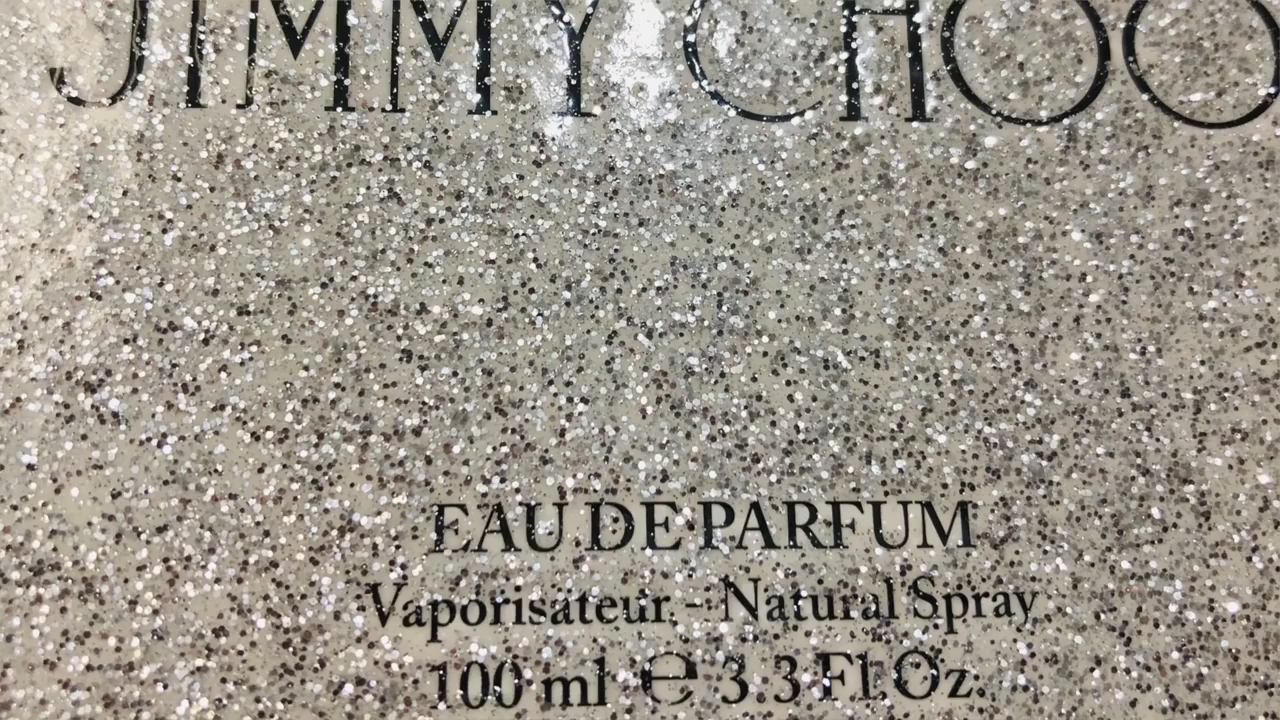 JIMMY CHOO
EAU DE PARFUM
Vaporisateur - Natural Spray
100 ml ℮ 3.3 Fl.Oz.